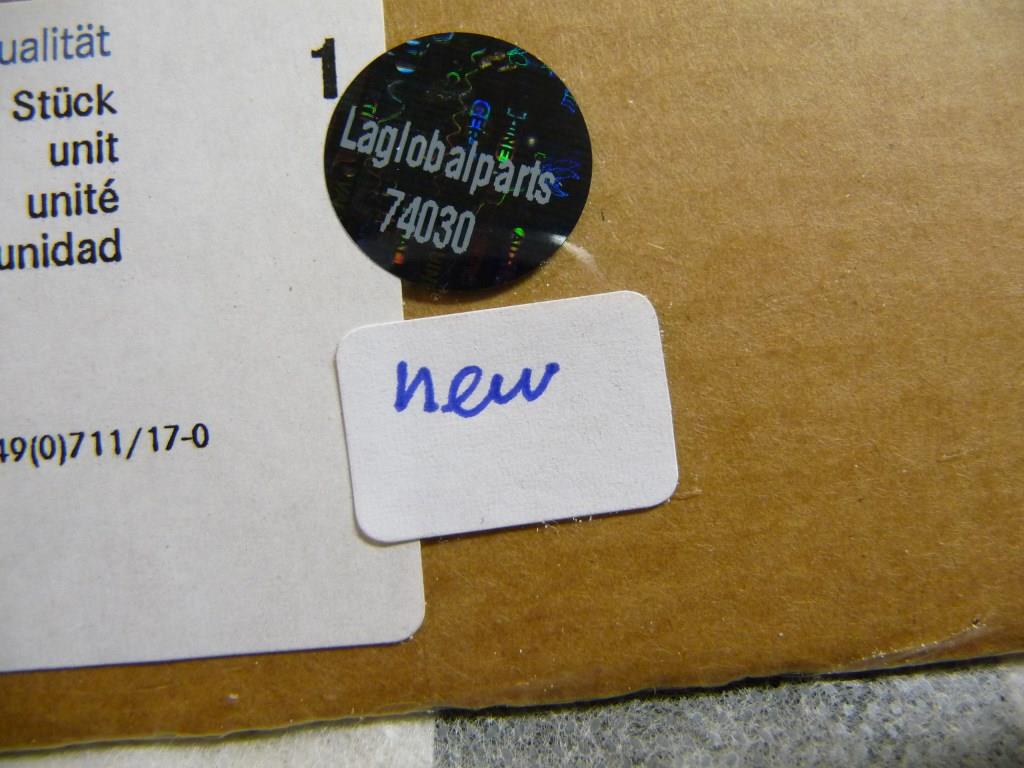 ualität
Stück 1
unit
unité
unidad
49(0)711/17-0
Laglobalparts
74030
new